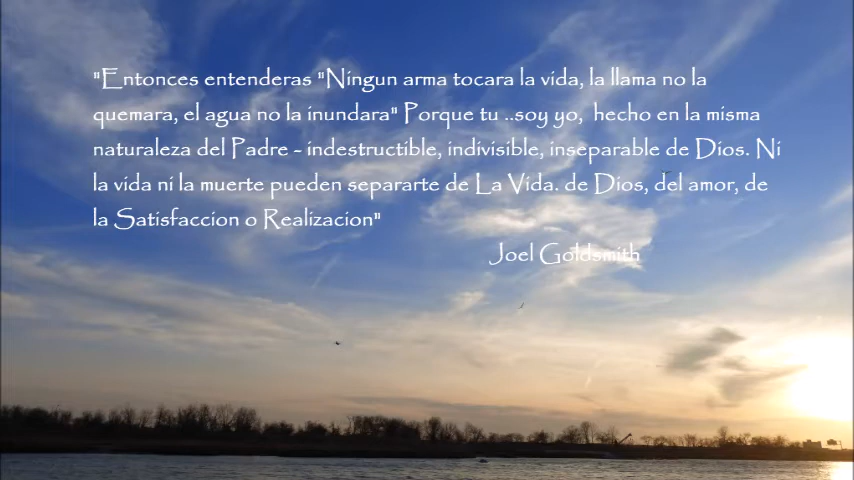 "Entonces entenderas "Ningun arma tocara la vida, la llama no la
quemara, el agua no la inundara" Porque tu ..soy yo, hecho en la misma
naturaleza del Padre - indestructible, indivisible, inseparable de Dios. Ni
la vida ni la muerte pueden separarte de La Vida. de Dios, del amor, de
la Satisfaccion o Realizacion"
Joel Goldsmith